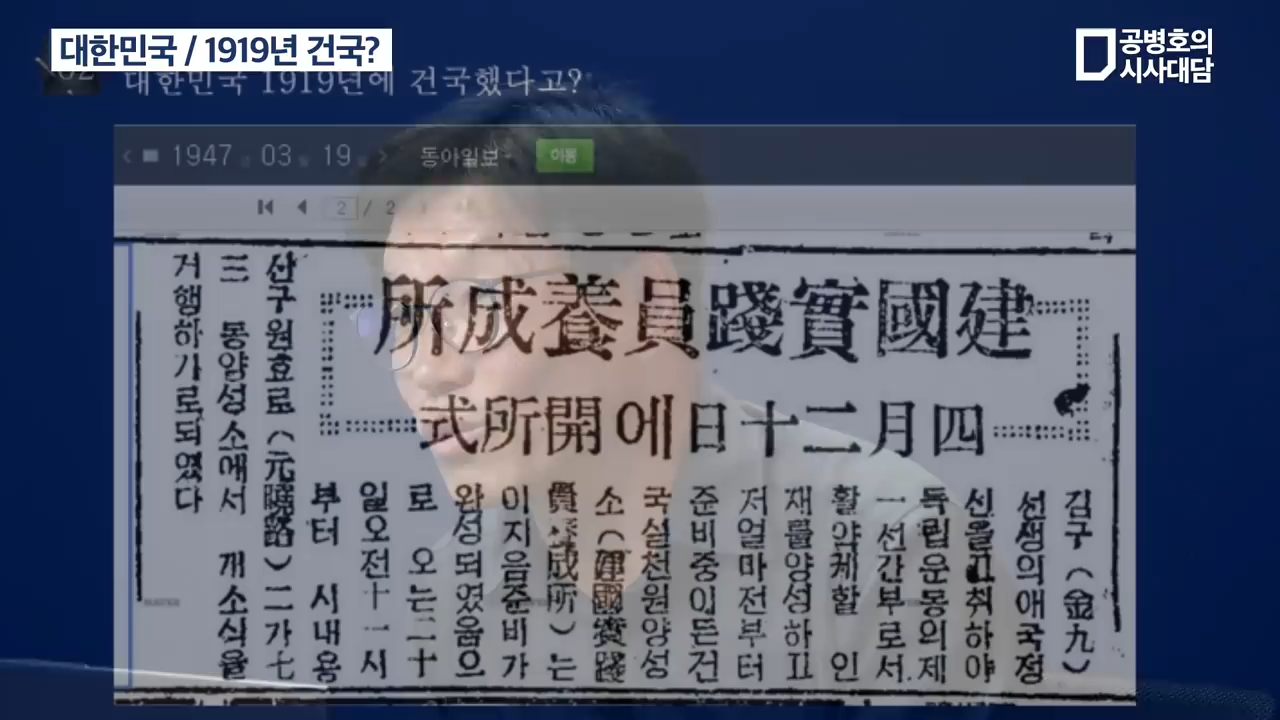 대한민국 / 1919년 건국?
공병호의
시사대담
대한민국 1919년에 건국했다고?
1947 . 03 . 19 .
동아일보
이동
2 / 2
建國實踐員養成所
四月二十日에開所式
김구(金九)
선생의애국정
신을고취하야
독립운동의제
一선간부로서
활약케할 인
재를양성하고
저얼마전부터
준비중이든건
국실천원양성
소(建國實踐
員養成所)는
이지음준비가
완성되였음으
로 오는二十
일오전十一시
부터 시내용
산구원효로(元曉路)二가七
三 동양성소에서 개소식을
거행하기로되였다